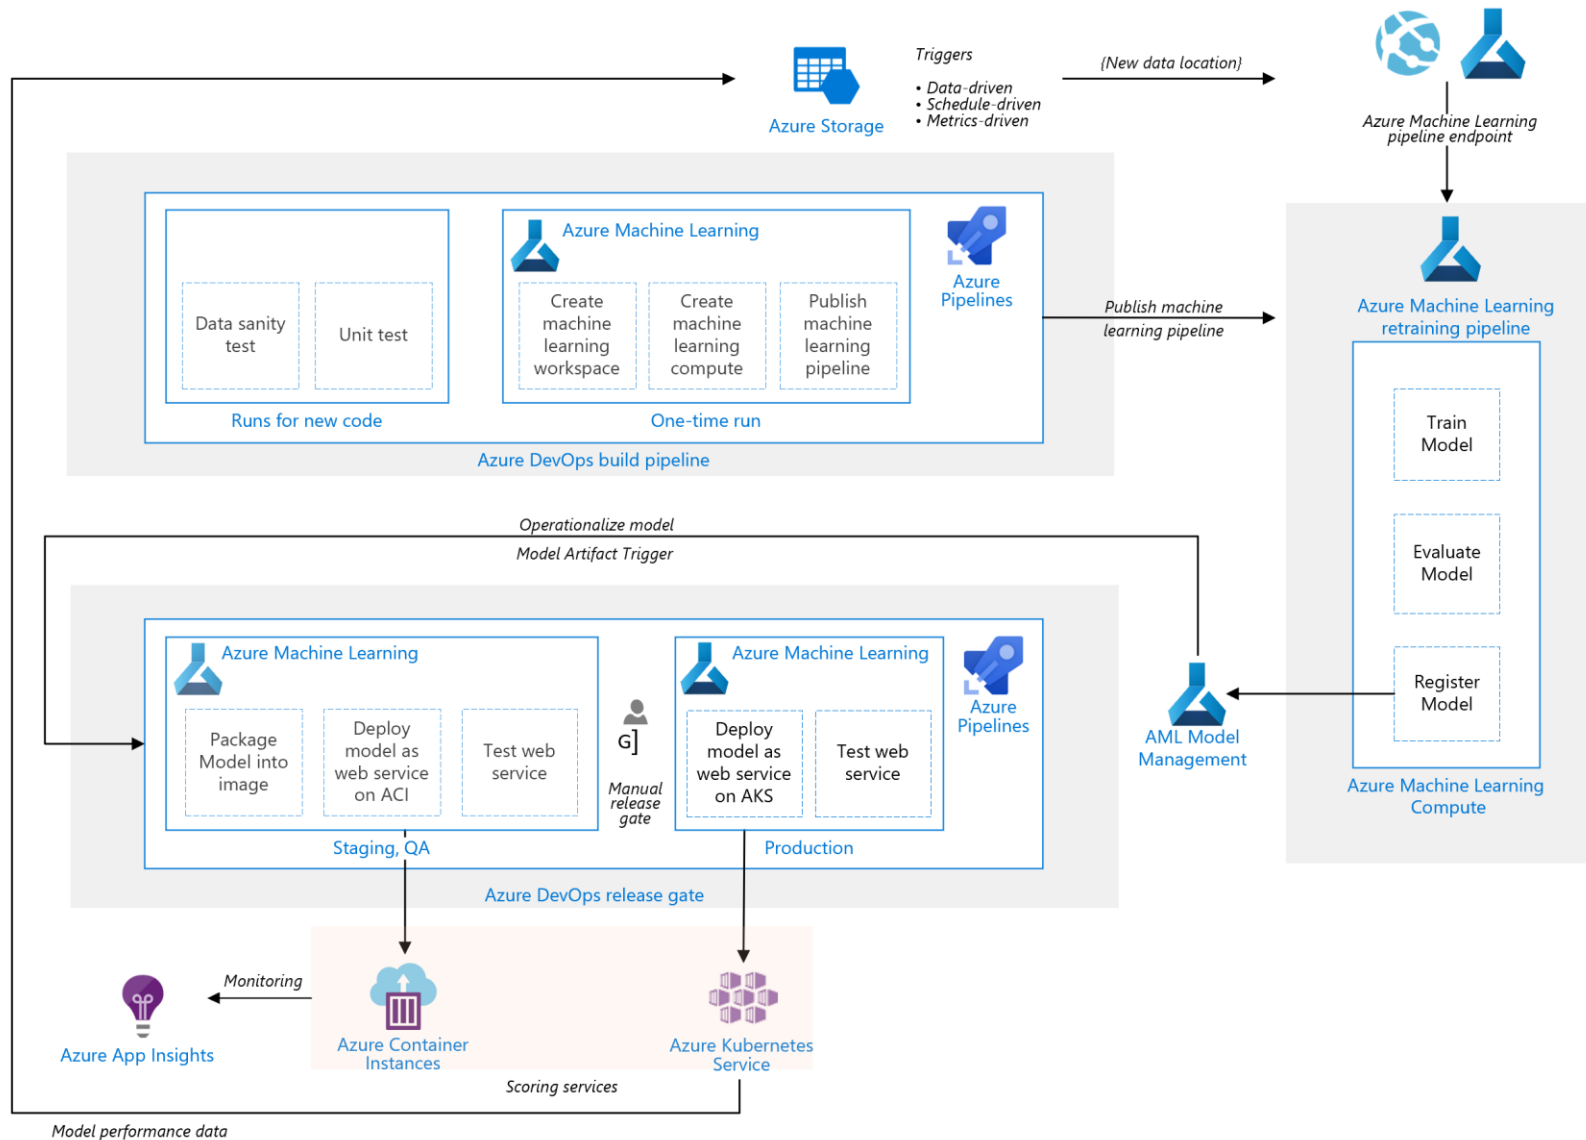 Triggers
• Data-driven
• Schedule-driven
• Metrics-driven
Azure Storage
{New data location}
Azure Machine Learning
pipeline endpoint
Azure Machine Learning
Azure
Pipelines
Data sanity
test
Unit test
Create
machine
learning
workspace
Create
machine
learning
compute
Publish
machine
learning
pipeline
Runs for new code
One-time run
Azure DevOps build pipeline
Publish machine
learning pipeline
Azure Machine Learning
retraining pipeline
Train
Model
Evaluate
Model
Register
Model
Azure Machine Learning
Compute
AML Model
Management
Operationalize model
Model Artifact Trigger
Azure Machine Learning
Package
Model into
image
Deploy
model as
web service
on ACI
Test web
service
Staging, QA
G]
Manual
release
gate
Azure Machine Learning
Deploy
model as
web service
on AKS
Test web
service
Production
Azure
Pipelines
Azure DevOps release gate
Monitoring
Azure App Insights
Azure Container
Instances
Azure Kubernetes
Service
Scoring services
Model performance data